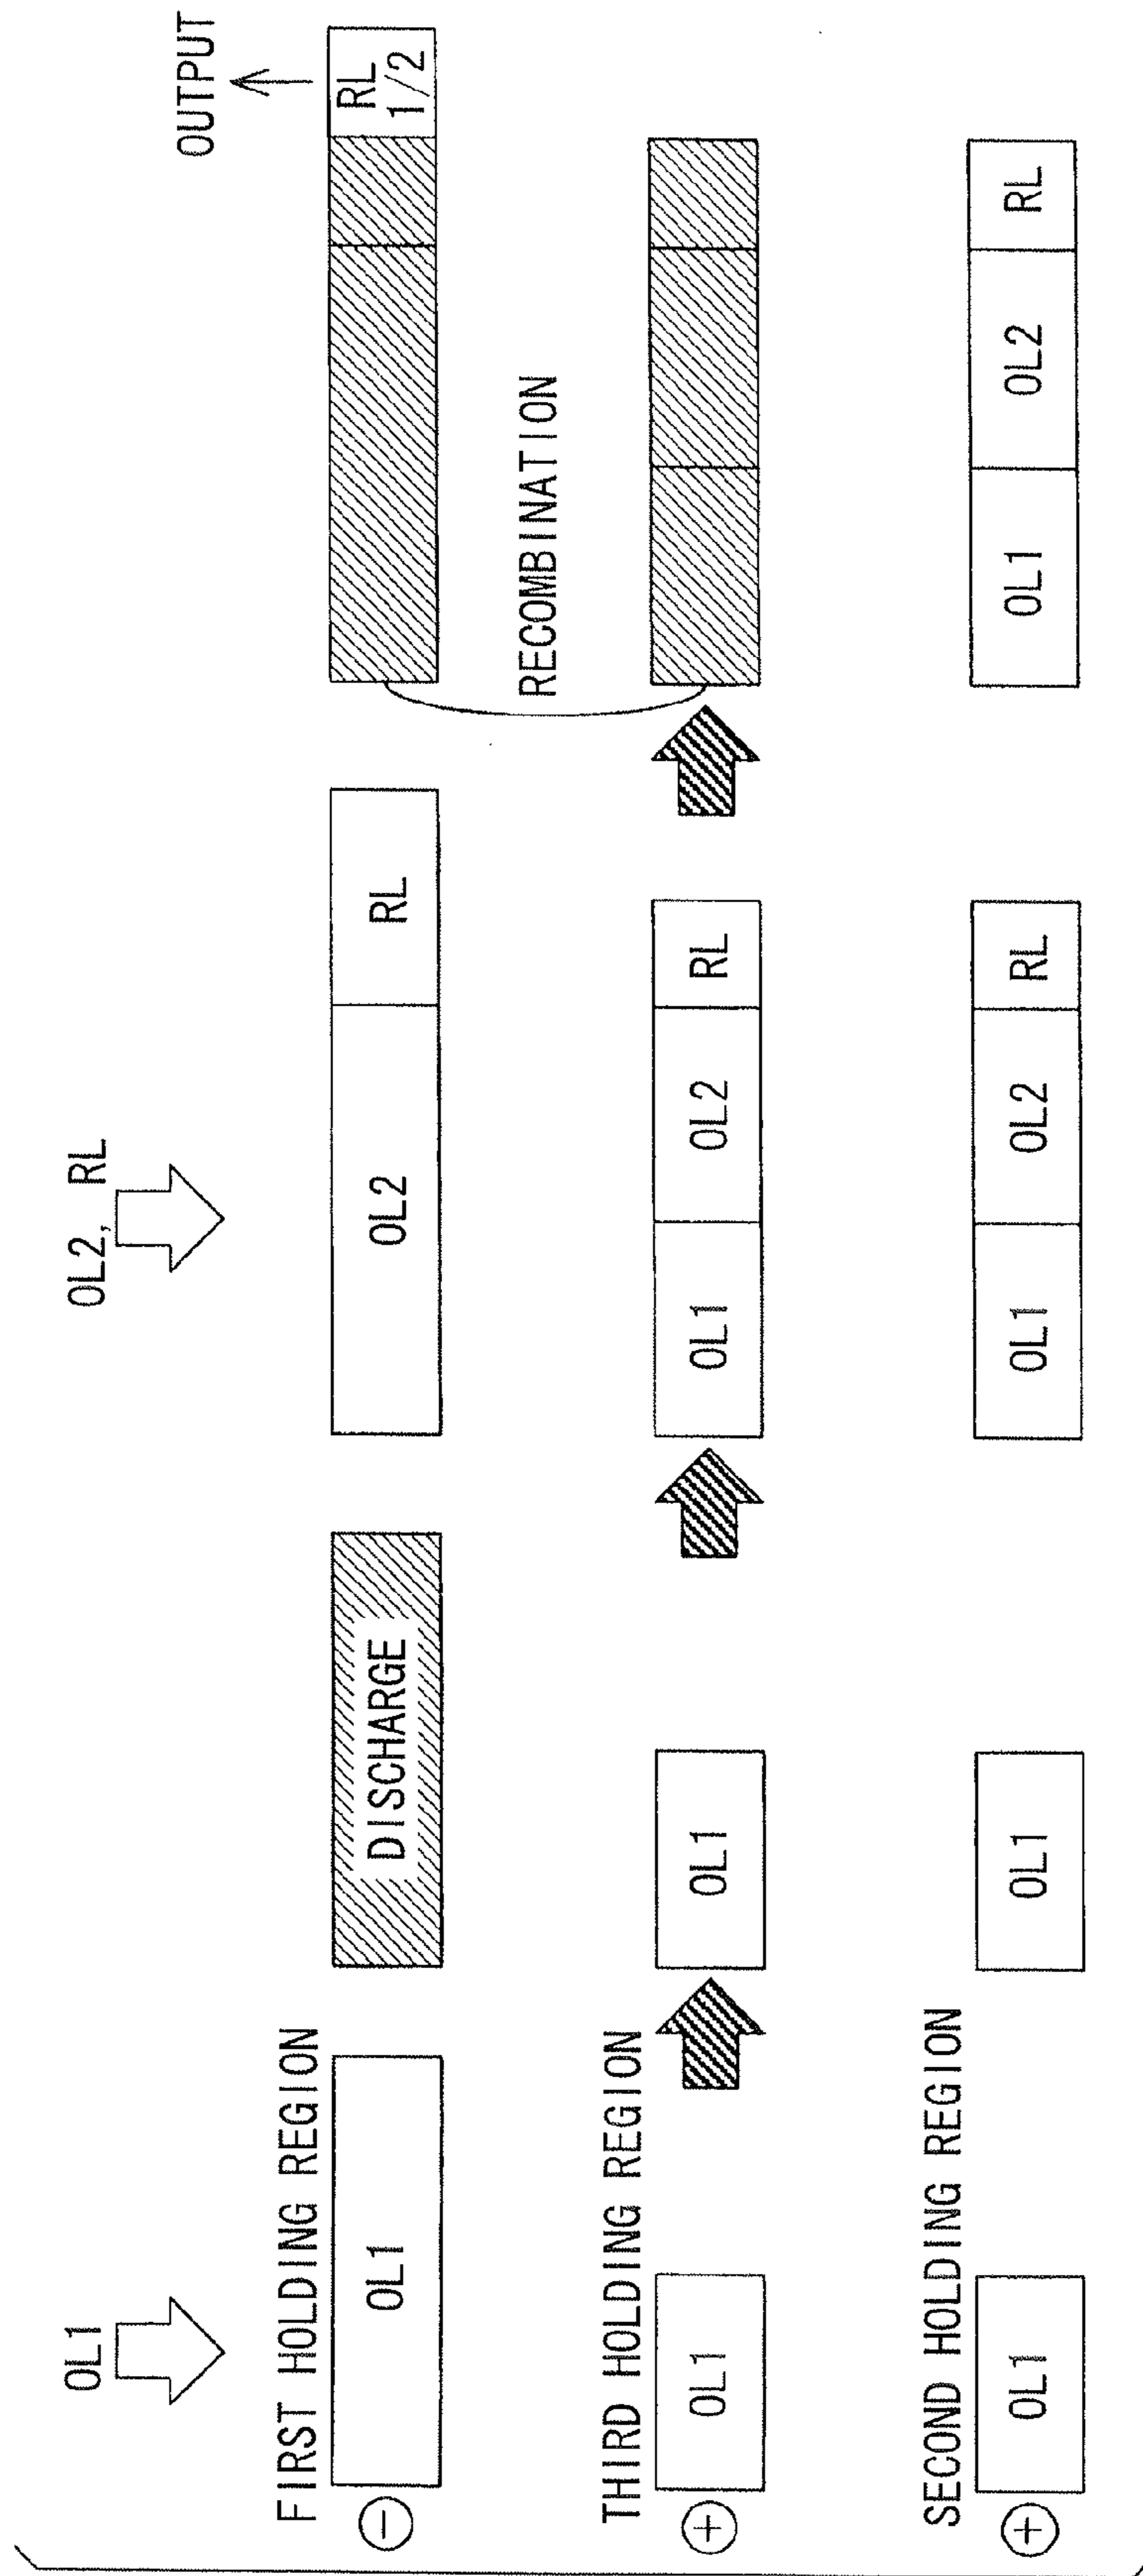 OL1
OL2, RL
OUTPUT
FIRST HOLDING REGION
−
OL1
DISCHARGE
OL2
RL
RL
1/2
RECOMBINATION
THIRD HOLDING REGION
+
OL1
OL1
OL1
OL2
RL
SECOND HOLDING REGION
+
OL1
OL1
OL1
OL2
RL
OL1
OL2
RL